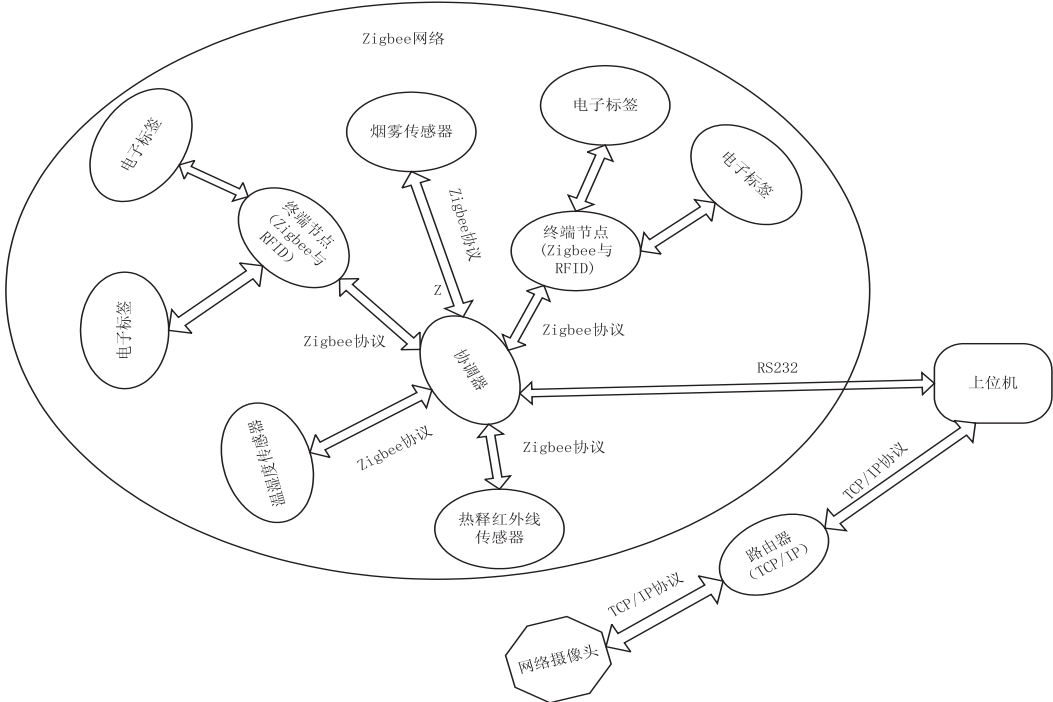 Zigbee网络
电子标签
烟雾传感器
电子标签
电子标签
终端节点
(Zigbee与
RFID)
Zigbee协议
终端节点
(Zigbee与
RFID)
Z
电子标签
Zigbee协议
Zigbee协议
协调器
RS232
上位机
温湿度传感器
Zigbee协议
Zigbee协议
热释红外线
传感器
TCP/IP协议
路由器
(TCP/IP)
TCP/IP协议
网络摄像头